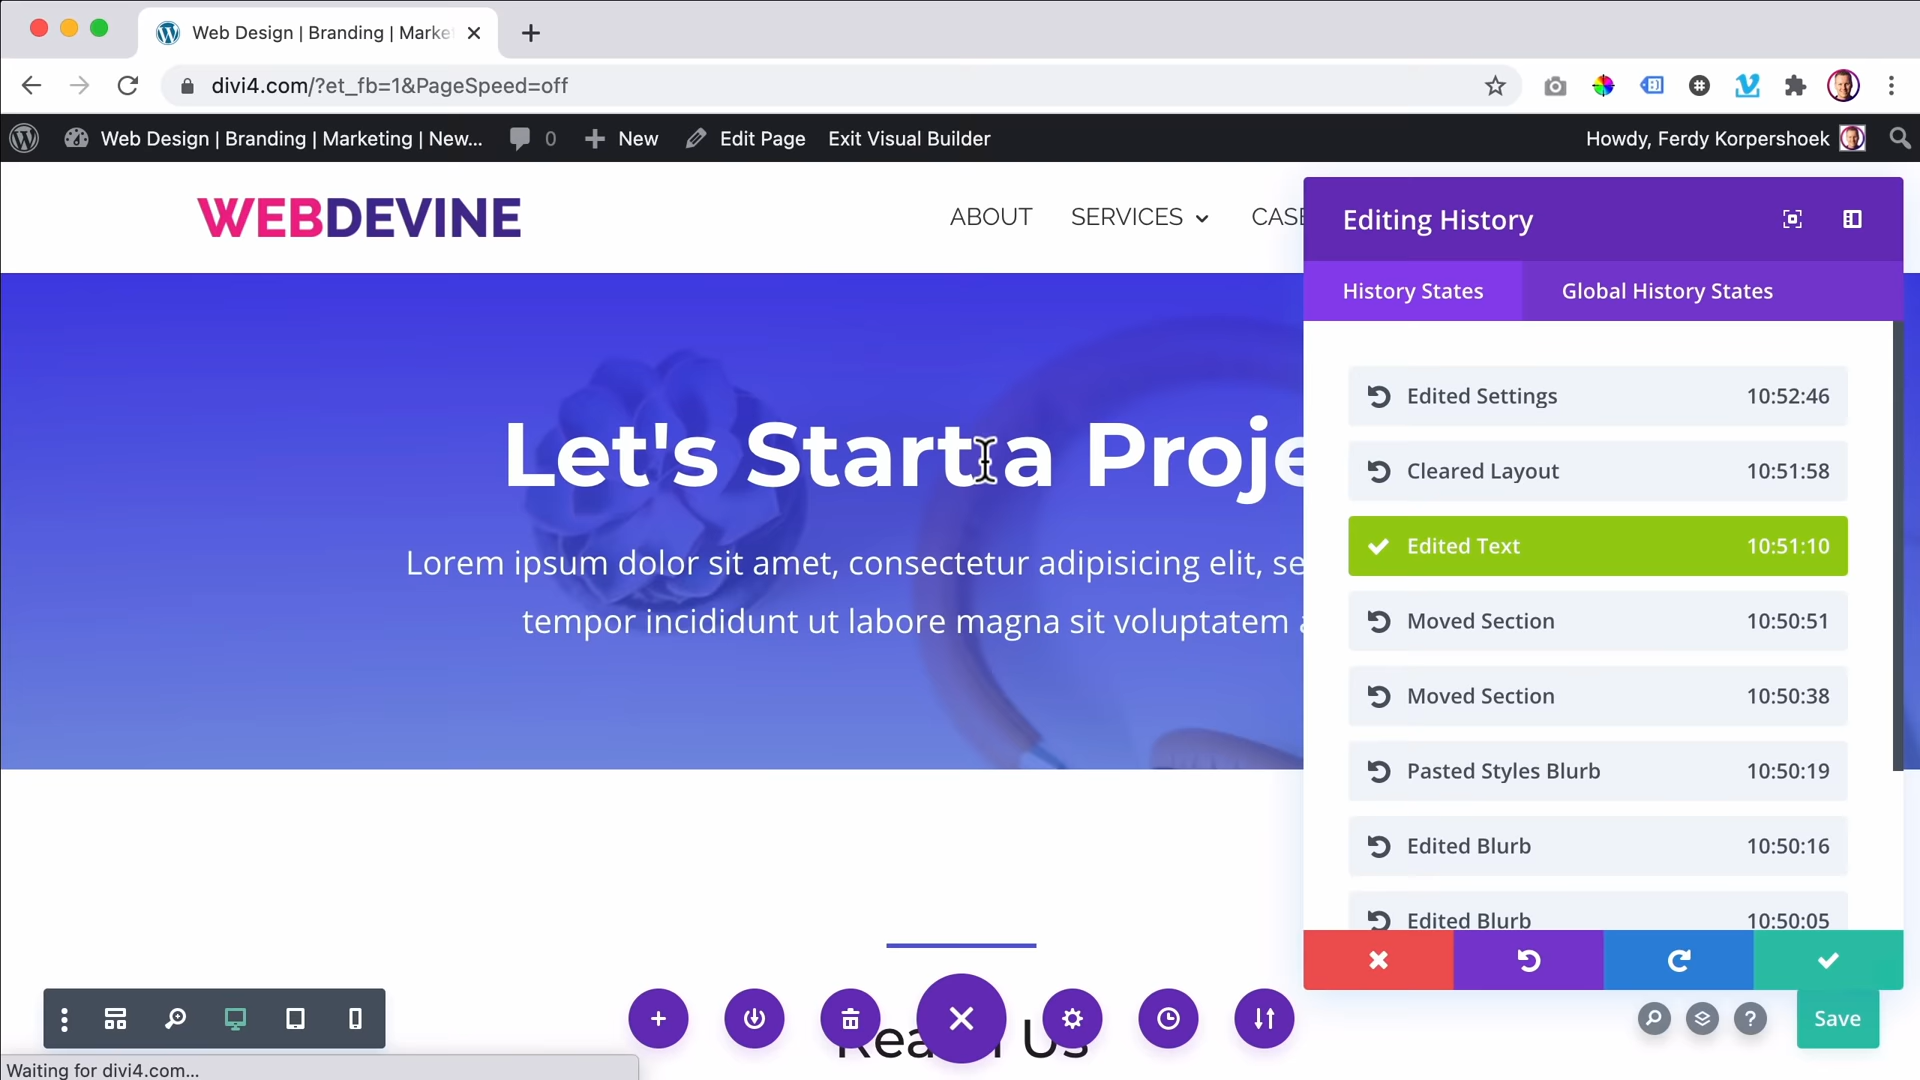 Web Design | Branding | Marke
divi4.com/?et_fb=1&PageSpeed=off
Web Design | Branding | Marketing | New... 0 New Edit Page Exit Visual Builder Howdy, Ferdy Korpershoek
WEBDEVINE ABOUT SERVICES CASE
Editing History
History States Global History States
Let's Start a Proje
Lorem ipsum dolor sit amet, consectetur adipisicing elit, se
tempor incididunt ut labore magna sit voluptatem a
Edited Settings 10:52:46
Cleared Layout 10:51:58
Edited Text 10:51:10
Moved Section 10:50:51
Moved Section 10:50:38
Pasted Styles Blurb 10:50:19
Edited Blurb 10:50:16
Edited Blurb 10:50:05
Save
Us
Waiting for divi4.com...